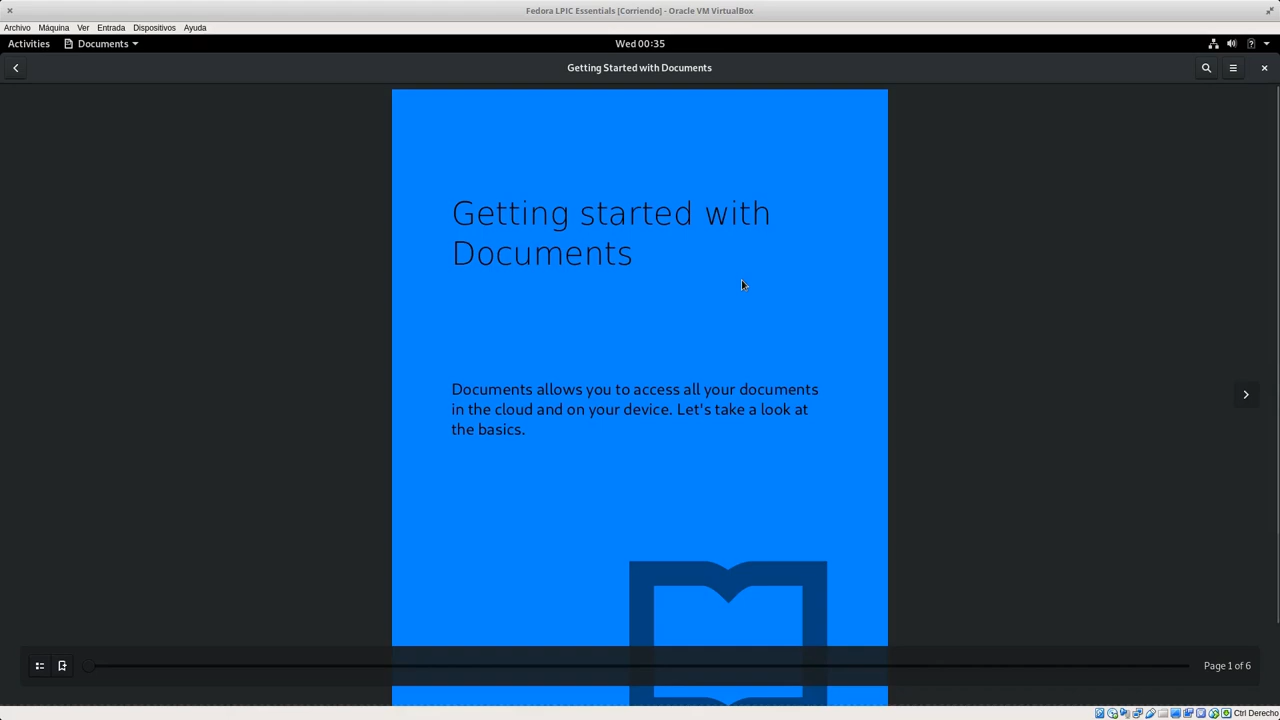 Fedora LPIC Essentials [Corriendo] - Oracle VM VirtualBox
Archivo Máquina Ver Entrada Dispositivos Ayuda
Activities Documents Wed 00:35
Getting Started with Documents
Getting started with
Documents
Documents allows you to access all your documents
in the cloud and on your device. Let's take a look at
the basics.
Page 1 of 6
Ctrl Derecho